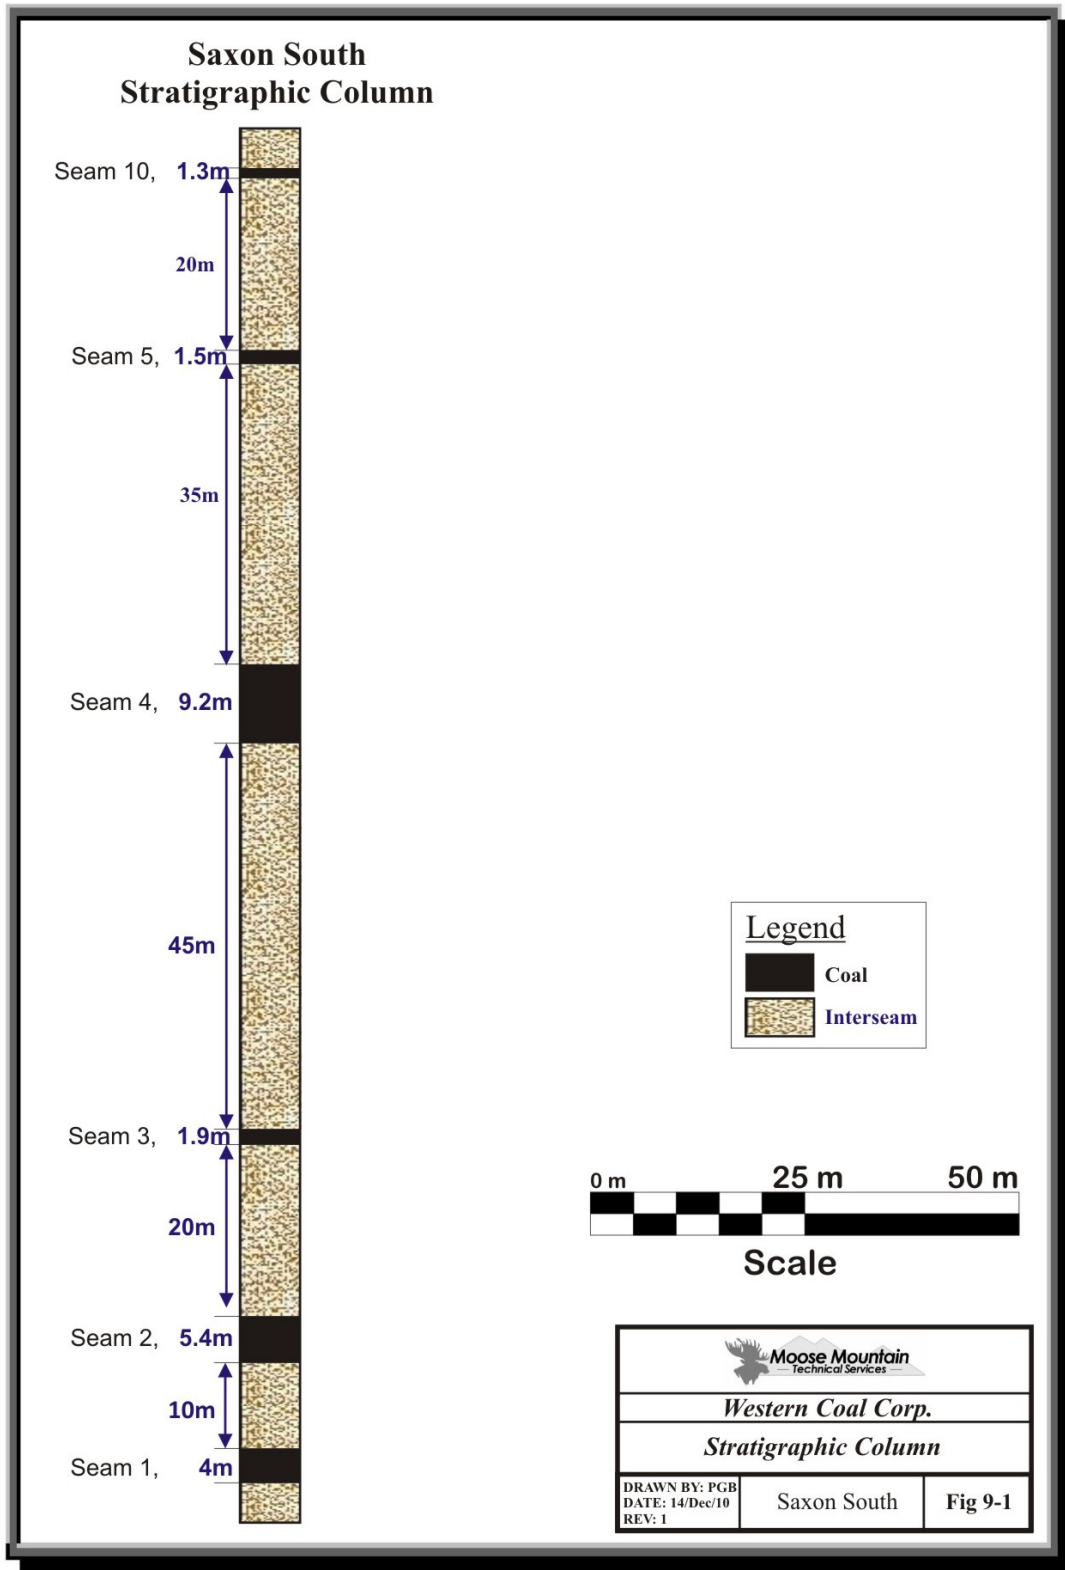 Saxon South
Stratigraphic Column
Seam 10, 1.3m
20m
Seam 5, 1.5m
35m
Seam 4, 9.2m
45m
Seam 3, 1.9m
20m
Seam 2, 5.4m
10m
Seam 1, 4m
Legend
Coal
Interseam
0 m 25 m 50 m
Scale
Moose Mountain
Technical Services
Western Coal Corp.
Stratigraphic Column
DRAWN BY: PGB
DATE: 14/Dec/10
REV: 1
Saxon South
Fig 9-1